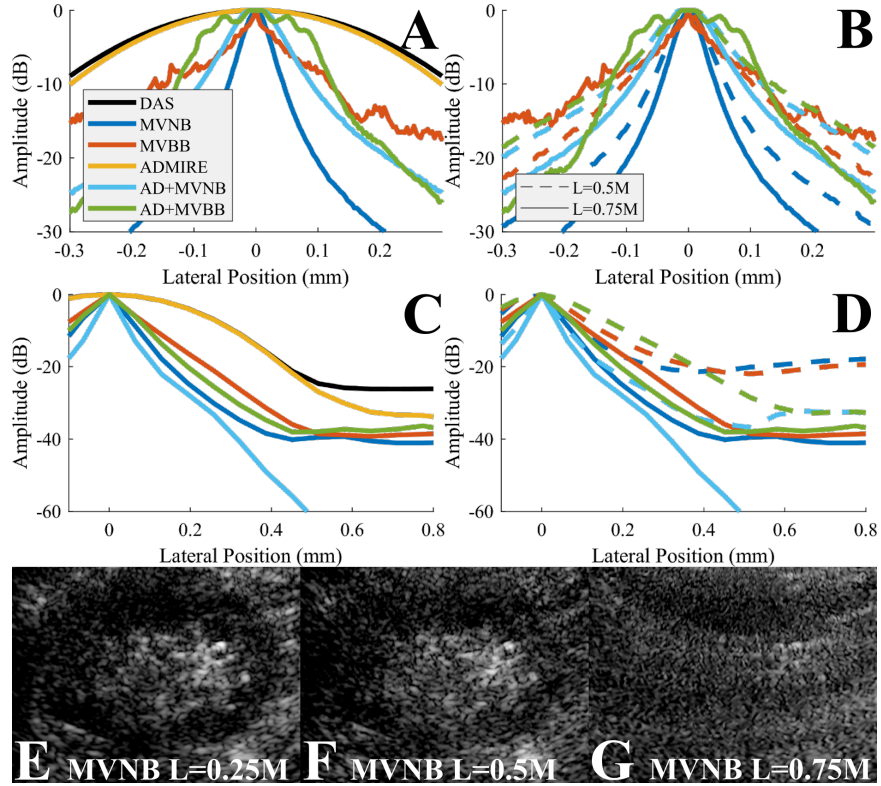 A
0
-10
-20
-30
Amplitude (dB)
DAS
MVNB
MVBB
ADMIRE
AD+MVNB
AD+MVBB
-0.3 -0.2 -0.1 0 0.1 0.2
Lateral Position (mm)
B
0
-10
-20
-30
Amplitude (dB)
L=0.5M
L=0.75M
-0.3 -0.2 -0.1 0 0.1 0.2
Lateral Position (mm)
C
0
-20
-40
-60
Amplitude (dB)
0 0.2 0.4 0.6 0.8
Lateral Position (mm)
D
0
-20
-40
-60
Amplitude (dB)
0 0.2 0.4 0.6 0.8
Lateral Position (mm)
E MVNB L=0.25M
F MVNB L=0.5M
G MVNB L=0.75M